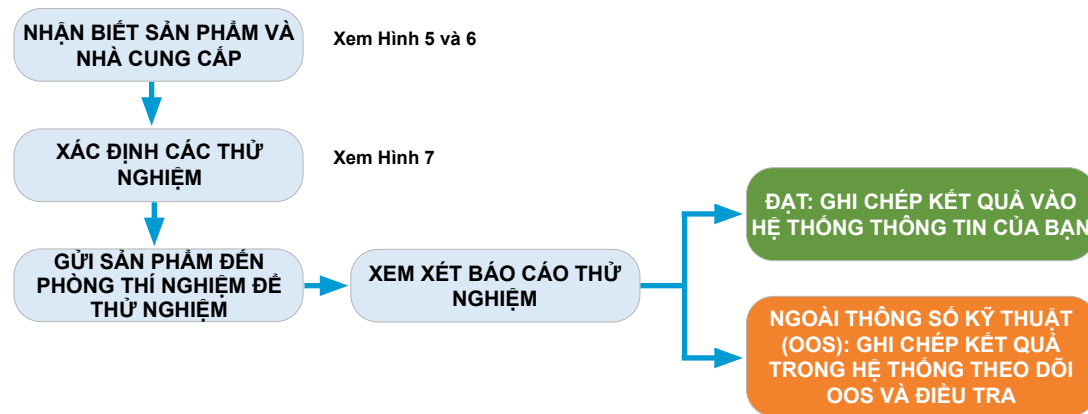 NHẬN BIẾT SẢN PHẨM VÀ
NHÀ CUNG CẤP
Xem Hình 5 và 6
XÁC ĐỊNH CÁC THỬ
NGHIỆM
Xem Hình 7
GỬI SẢN PHẨM ĐẾN
PHÒNG THÍ NGHIỆM ĐỂ
THỬ NGHIỆM
XEM XÉT BÁO CÁO THỬ
NGHIỆM
ĐẠT: GHI CHÉP KẾT QUẢ VÀO
HỆ THỐNG THÔNG TIN CỦA BẠN
NGOÀI THÔNG SỐ KỸ THUẬT
(OOS): GHI CHÉP KẾT QUẢ
TRONG HỆ THỐNG THEO DÕI
OOS VÀ ĐIỀU TRA